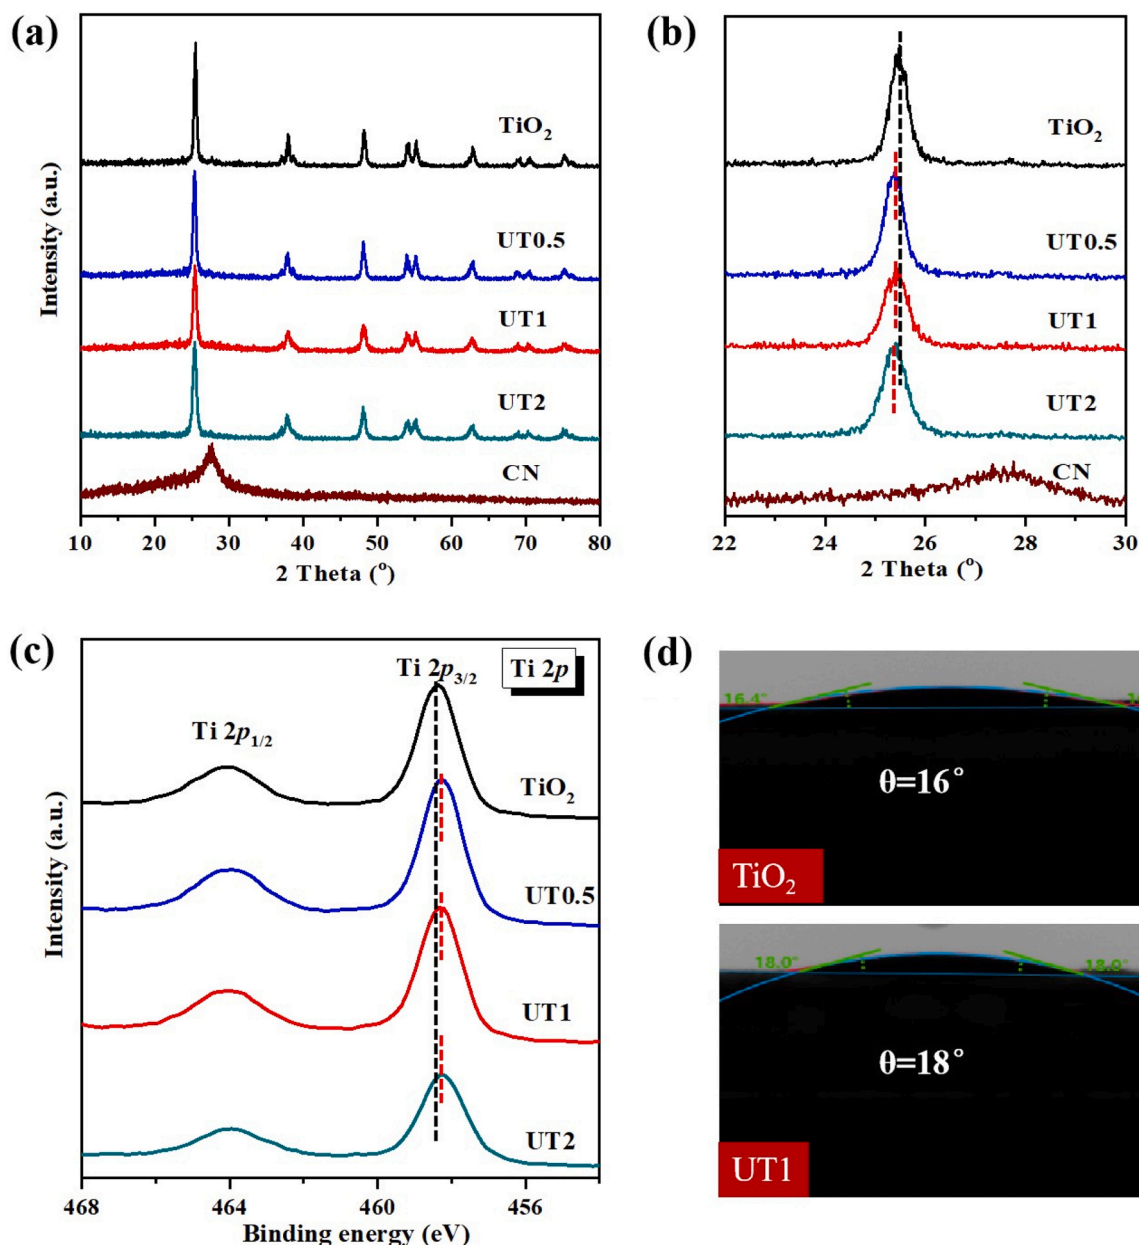 (a)
TiO2
UT0.5
UT1
UT2
CN
Intensity (a.u.)
10 20 30 40 50 60 70 80
2 Theta (°)
(b)
TiO2
UT0.5
UT1
UT2
CN
22 24 26 28 30
2 Theta (°)
(c)
Ti 2p3/2
Ti 2p
Ti 2p1/2
TiO2
UT0.5
UT1
UT2
Intensity (a.u.)
468 464 460 456
Binding energy (eV)
(d)
16.4°
θ=16°
TiO2
18.0° 18.0°
θ=18°
UT1